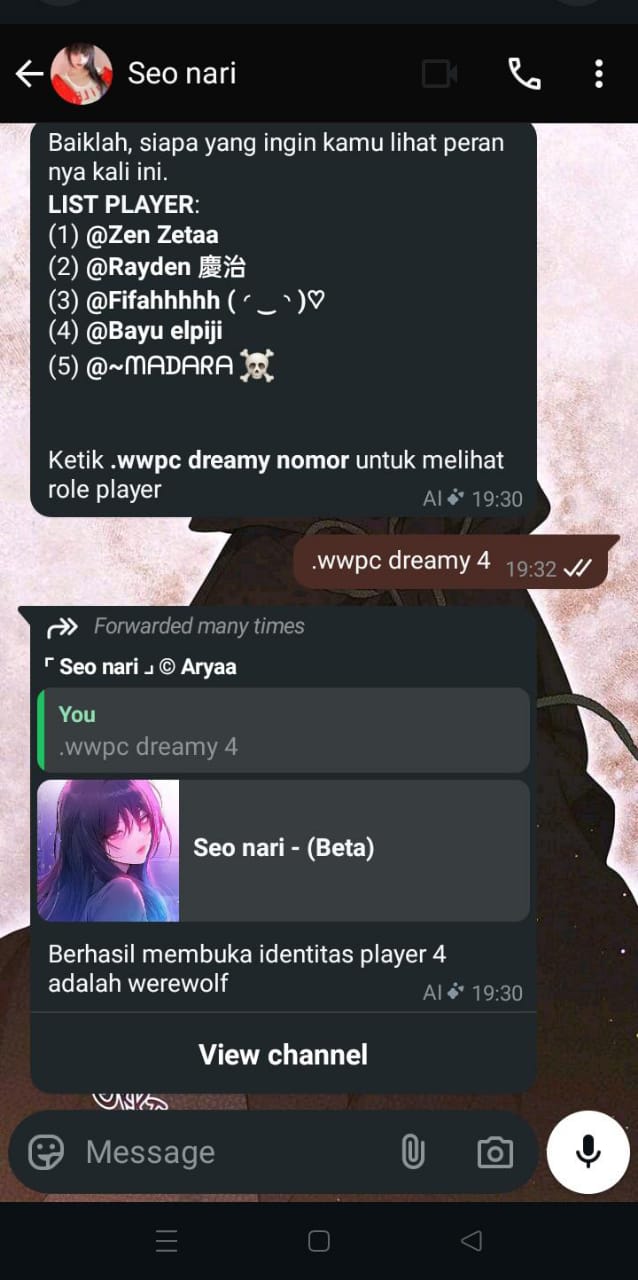 Seo nari
Baiklah, siapa yang ingin kamu lihat peran
nya kali ini.
LIST PLAYER:
(1) @Zen Zetaa
(2) @Rayden 慶治
(3) @Fifahhhhh ( ◜‿◝ )♡
(4) @Bayu elpiji
(5) @~ᗰᗩᗪᗩᖇᗩ ☠️
Ketik .wwpc dreamy nomor untuk melihat
role player
AI 19:30
.wwpc dreamy 4 19:32
Forwarded many times
「 Seo nari 」 © Aryaa
You
.wwpc dreamy 4
Seo nari - (Beta)
Berhasil membuka identitas player 4
adalah werewolf
AI 19:30
View channel
Message